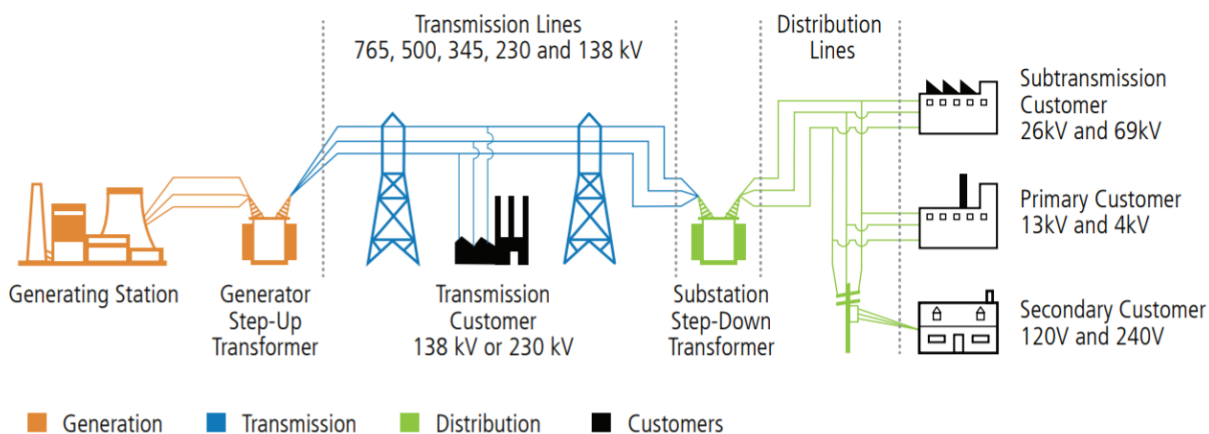 Transmission Lines
765, 500, 345, 230 and 138 kV
Distribution
Lines
Subtransmission
Customer
26kV and 69kV
Primary Customer
13kV and 4kV
Secondary Customer
120V and 240V
Generating Station
Generator
Step-Up
Transformer
Transmission
Customer
138 kV or 230 kV
Substation
Step-Down
Transformer
Generation
Transmission
Distribution
Customers